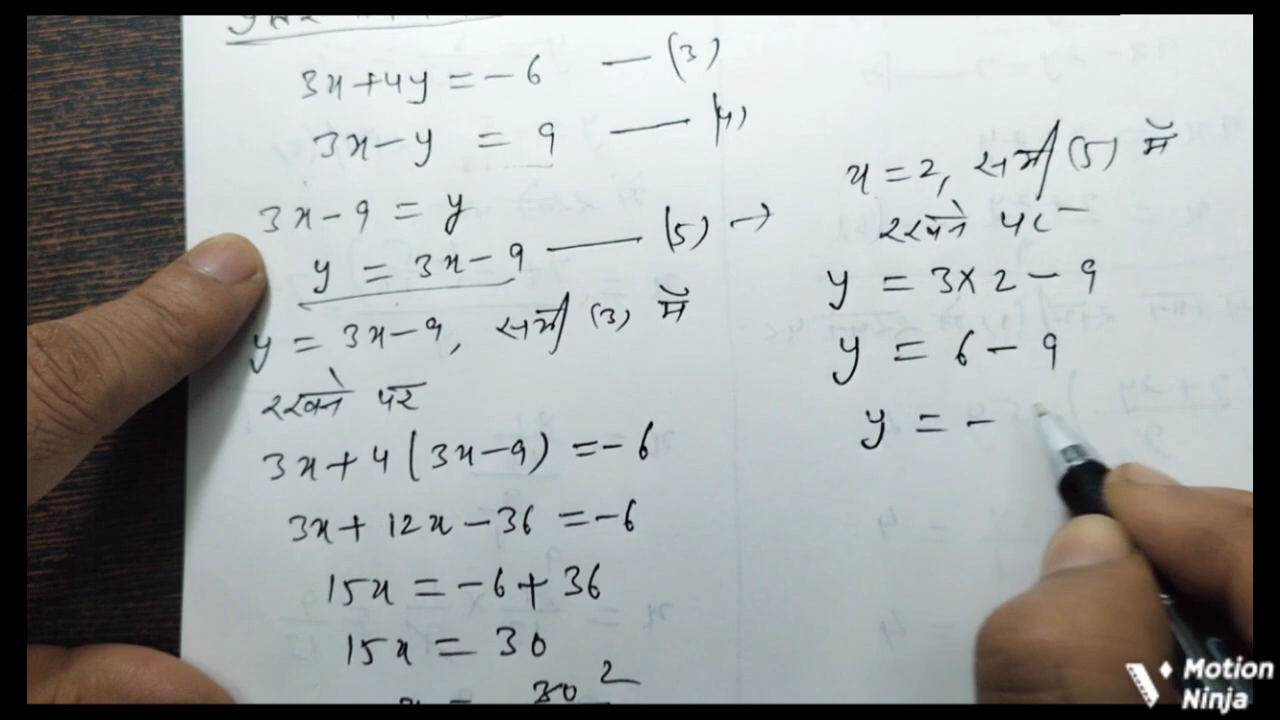 3x+4y=-6 — (3)
3x-y = 9 — (4)
3x-9 = y
y = 3x-9 — (5) →
y = 3x-9, समी (3) में
रखने पर
3x+4(3x-9)=-6
3x+12x-36=-6
15x = -6+36
15x = 30
x = 30 2
x=2, समी (5) में
रखने पर
y = 3×2-9
y = 6-9
y = -
Motion
Ninja